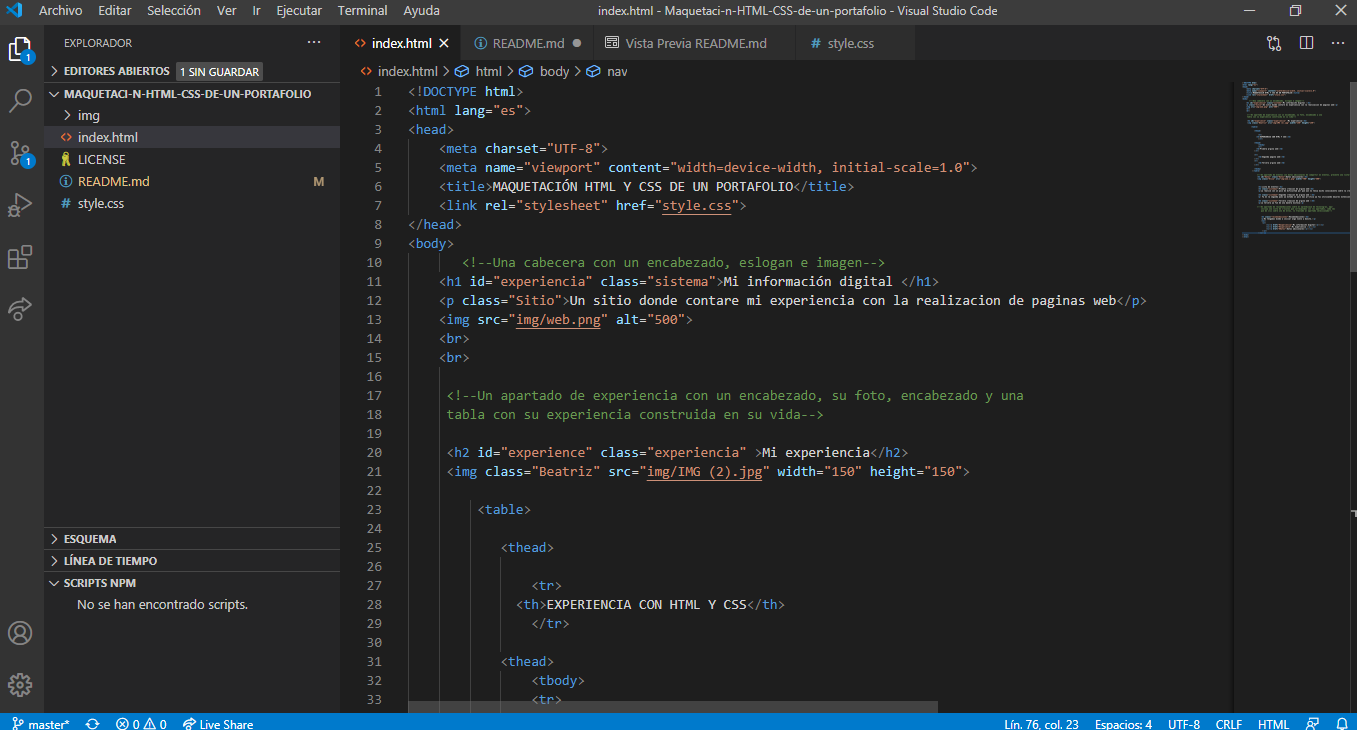 Archivo Editar Selección Ver Ir Ejecutar Terminal Ayuda index.html - Maquetaci-n-HTML-CSS-de-un-portafolio - Visual Studio Code
EXPLORADOR ···
EDITORES ABIERTOS 1 SIN GUARDAR
MAQUETACI-N-HTML-CSS-DE-UN-PORTAFOLIO
img
index.html
LICENSE
README.md M
style.css
ESQUEMA
LÍNEA DE TIEMPO
SCRIPTS NPM
No se han encontrado scripts.
1
1
index.html README.md Vista Previa README.md # style.css
index.html > html > body > nav
1 <!DOCTYPE html>
2 <html lang="es">
3 <head>
4 <meta charset="UTF-8">
5 <meta name="viewport" content="width=device-width, initial-scale=1.0">
6 <title>MAQUETACIÓN HTML Y CSS DE UN PORTAFOLIO</title>
7 <link rel="stylesheet" href="style.css">
8 </head>
9 <body>
10 <!--Una cabecera con un encabezado, eslogan e imagen-->
11 <h1 id="experiencia" class="sistema">Mi información digital </h1>
12 <p class="Sitio">Un sitio donde contare mi experiencia con la realizacion de paginas web</p>
13 <img src="img/web.png" alt="500">
14 <br>
15 <br>
16
17 <!--Un apartado de experiencia con un encabezado, su foto, encabezado y una
18 tabla con su experiencia construida en su vida-->
19
20 <h2 id="experience" class="experiencia" >Mi experiencia</h2>
21 <img class="Beatriz" src="img/IMG (2).jpg" width="150" height="150">
22
23 <table>
24
25 <thead>
26
27 <tr>
28 <th>EXPERIENCIA CON HTML Y CSS</th>
29 </tr>
30
31 <thead>
32 <tbody>
33 <tr>
master* 0 0 Live Share Lín. 76, col. 23 Espacios: 4 UTF-8 CRLF HTML